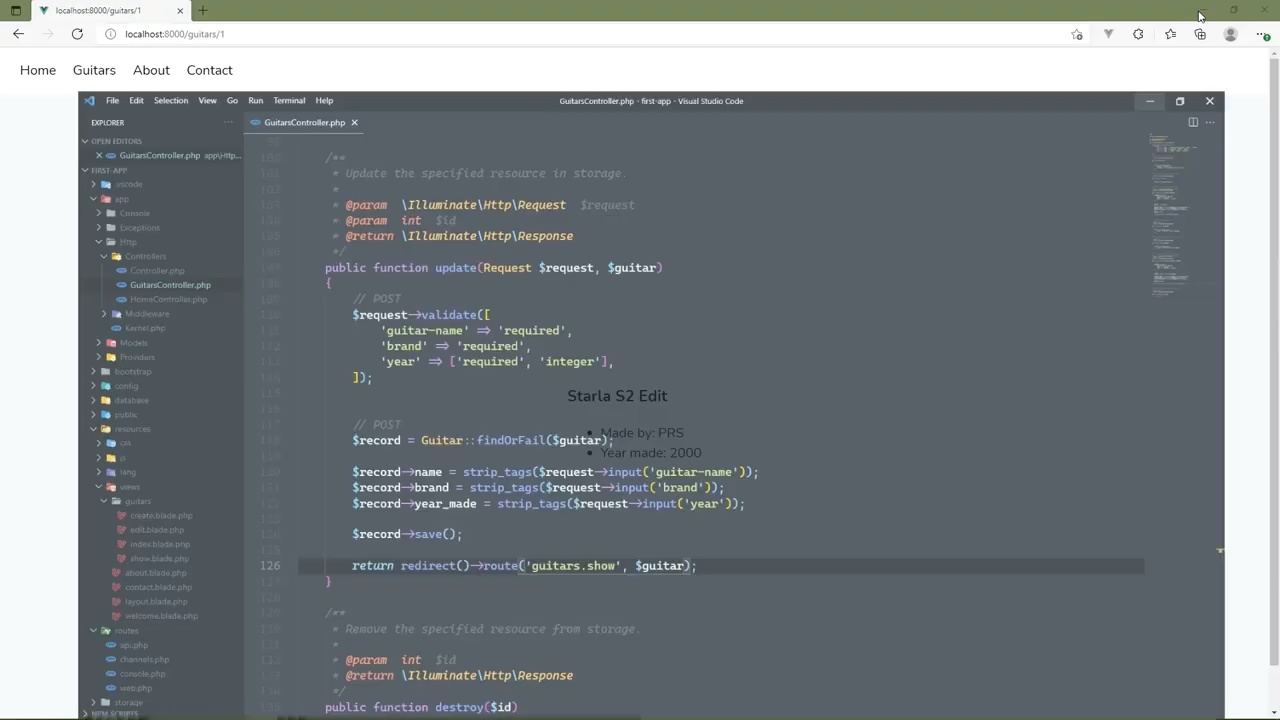 localhost:8000/guitars/1
localhost:8000/guitars/1
Home Guitars About Contact
File Edit Selection View Go Run Terminal Help
GuitarsController.php - first-app - Visual Studio Code
EXPLORER
OPEN EDITORS
GuitarsController.php app\Http...
FIRST-APP
.vscode
app
Console
Exceptions
Http
Controllers
Controller.php
GuitarsController.php
HomeController.php
Middleware
Kernel.php
Models
Providers
bootstrap
config
database
public
resources
css
js
lang
views
guitars
create.blade.php
edit.blade.php
index.blade.php
show.blade.php
about.blade.php
contact.blade.php
layout.blade.php
welcome.blade.php
routes
api.php
channels.php
console.php
web.php
storage
NPM SCRIPTS
GuitarsController.php
/**
* Update the specified resource in storage.
*
* @param \Illuminate\Http\Request $request
* @param int $id
* @return \Illuminate\Http\Response
*/
public function update(Request $request, $guitar)
{
// POST
$request->validate([
'guitar-name' => 'required',
'brand' => 'required',
'year' => ['required', 'integer'],
]);
// POST
$record = Guitar::findOrFail($guitar);
$record->name = strip_tags($request->input('guitar-name'));
$record->brand = strip_tags($request->input('brand'));
$record->year_made = strip_tags($request->input('year'));
$record->save();
126 return redirect()->route('guitars.show', $guitar);
}
/**
* Remove the specified resource from storage.
*
* @param int $id
* @return \Illuminate\Http\Response
*/
public function destroy($id)
Starla S2 Edit
Made by: PRS
Year made: 2000